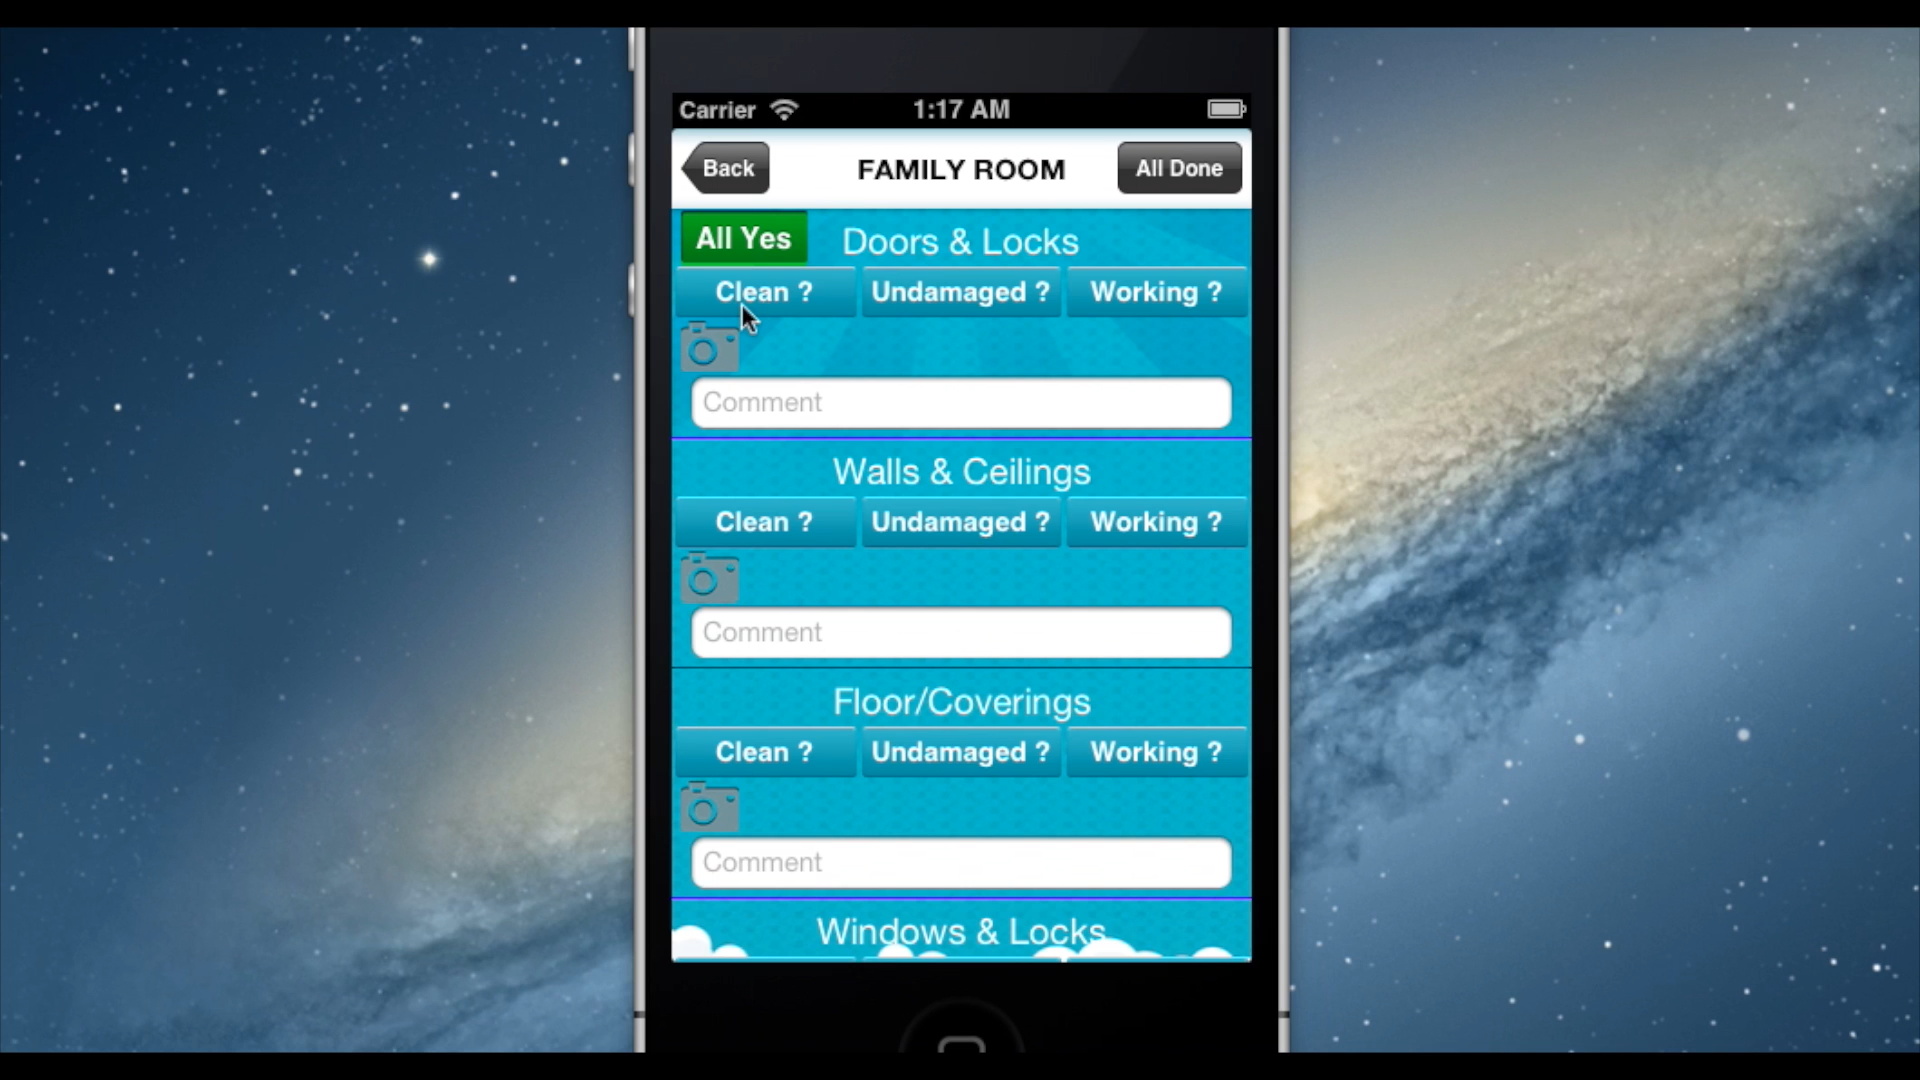 Carrier 1:17 AM
Back FAMILY ROOM All Done
All Yes Doors & Locks
Clean ? Undamaged ? Working ?
Comment
Walls & Ceilings
Clean ? Undamaged ? Working ?
Comment
Floor/Coverings
Clean ? Undamaged ? Working ?
Comment
Windows & Locks